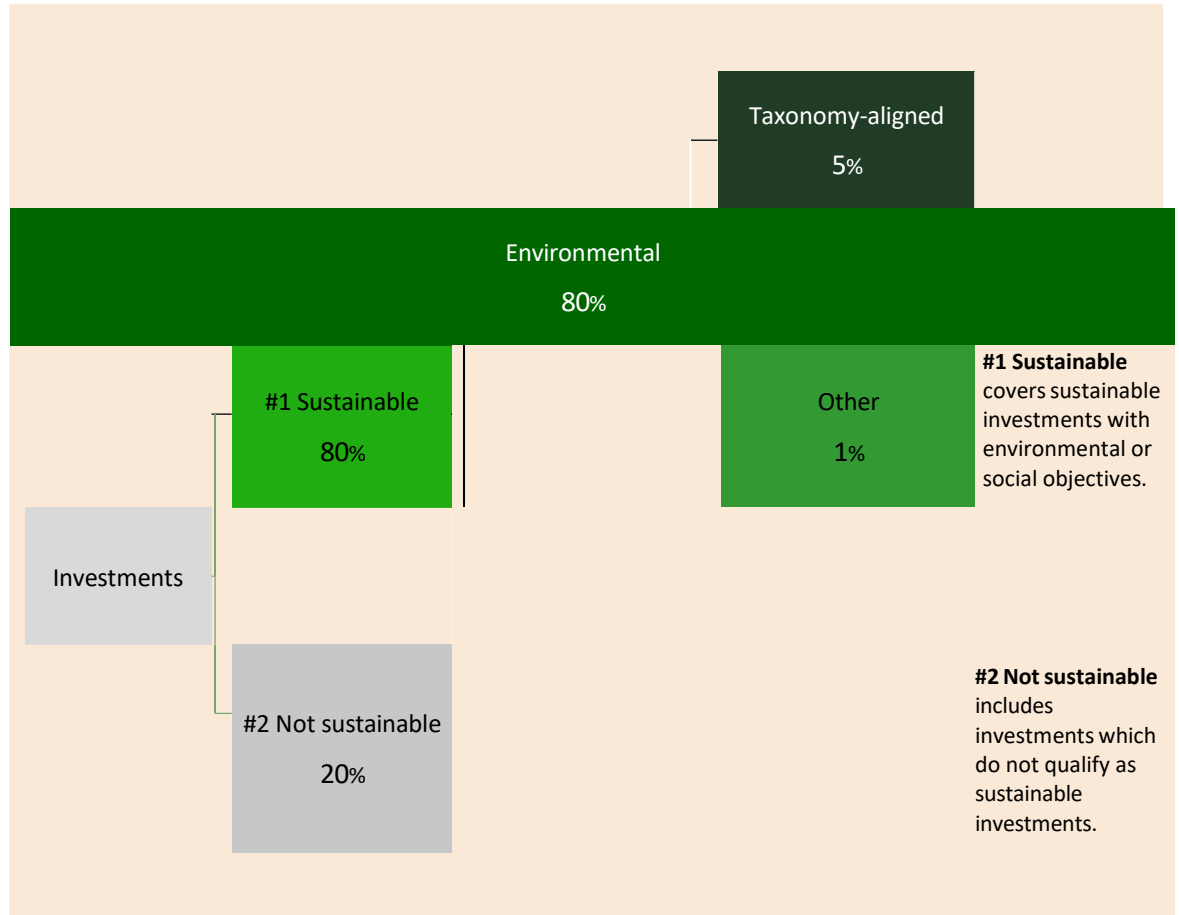 Taxonomy-aligned
5%
Environmental
80%
#1 Sustainable
80%
Other
1%
#1 Sustainable
covers sustainable
investments with
environmental or
social objectives.
Investments
#2 Not sustainable
20%
#2 Not sustainable
includes
investments which
do not qualify as
sustainable
investments.